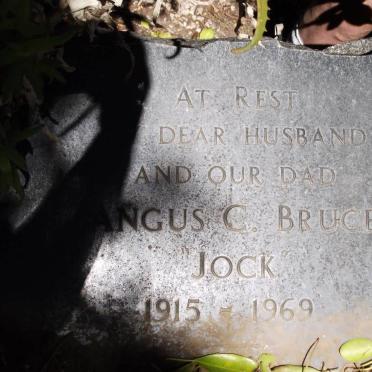 AT REST
DEAR HUSBAND
AND OUR DAD
ANGUS C. BRUCE
"JOCK"
1915 - 1969